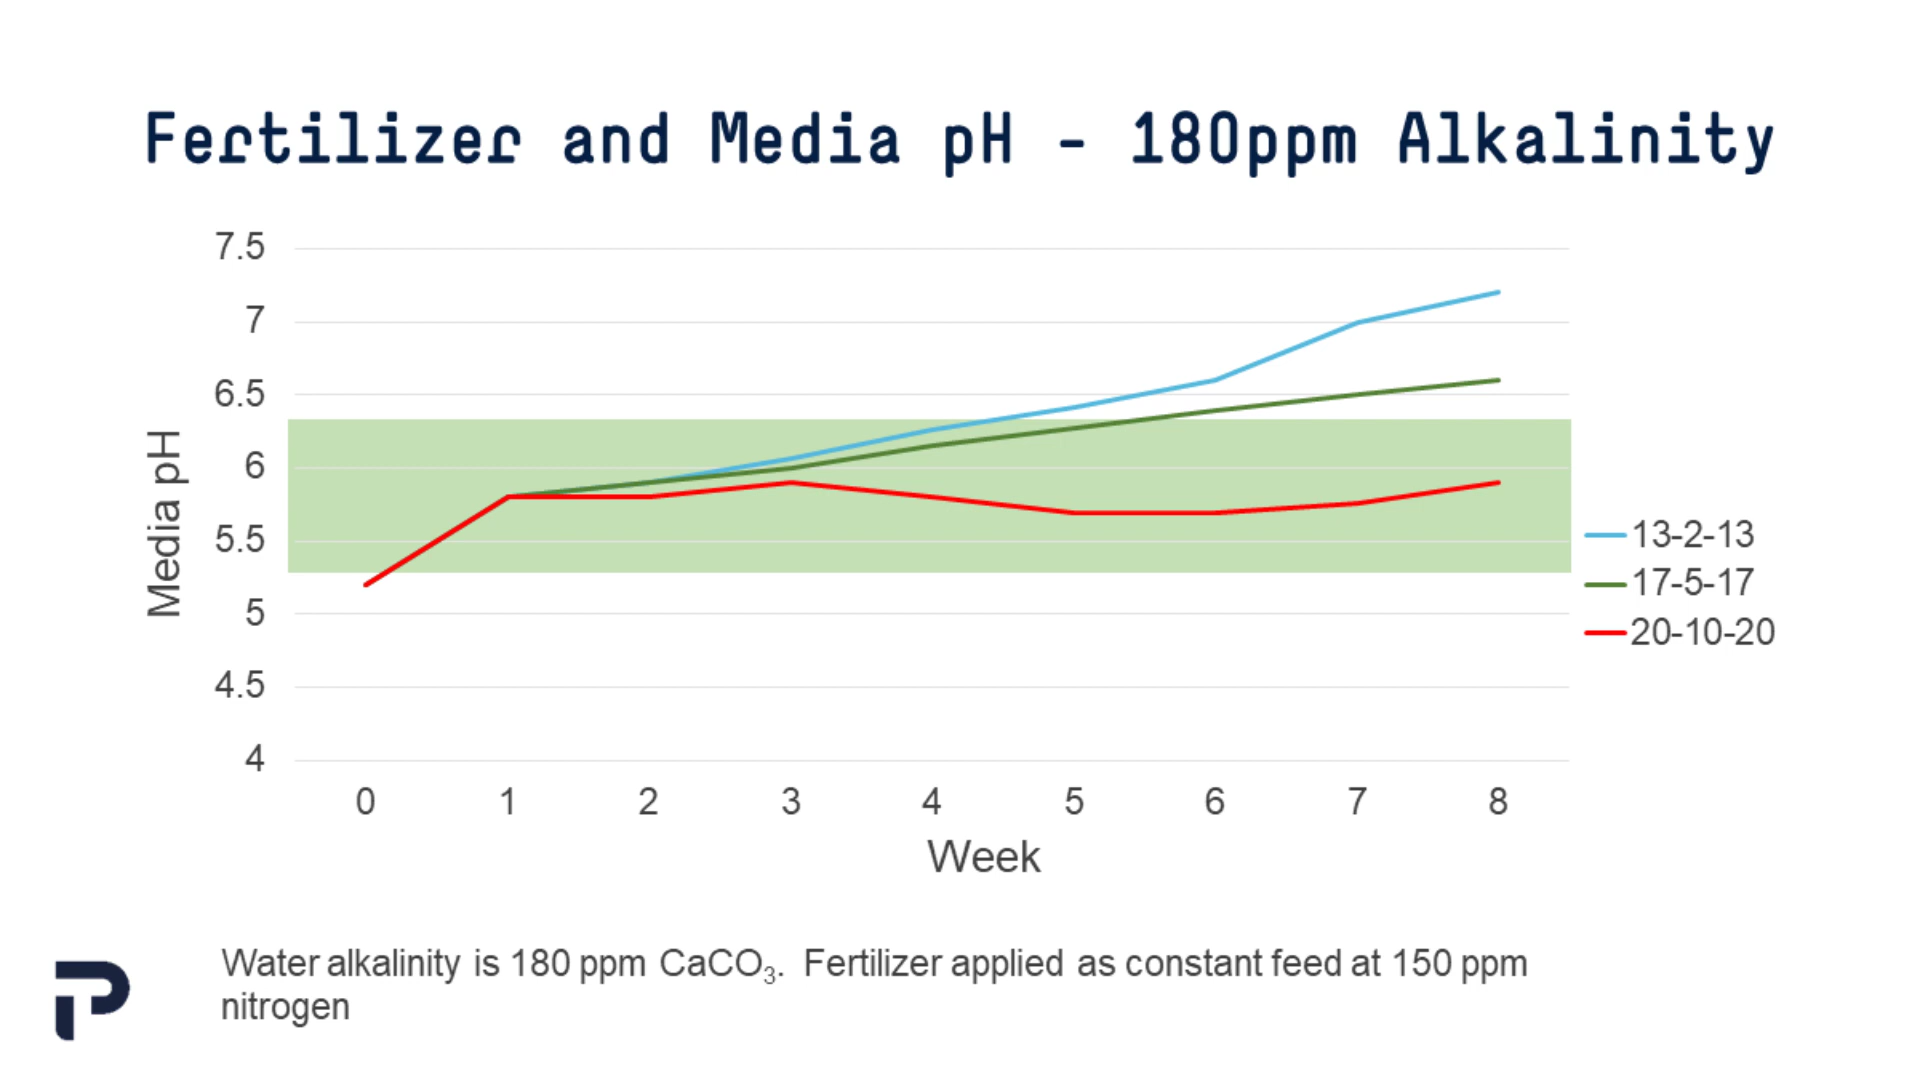 Fertilizer and Media pH - 180ppm Alkalinity
7.5
7
6.5
6
5.5
5
4.5
4
Media pH
0 1 2 3 4 5 6 7 8
Week
13-2-13
17-5-17
20-10-20
Water alkalinity is 180 ppm CaCO₃. Fertilizer applied as constant feed at 150 ppm
nitrogen